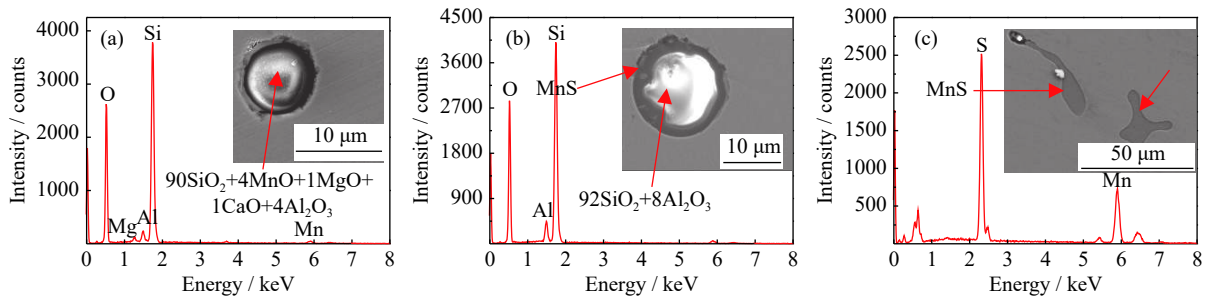 (a)
Intensity / counts
4000
3000
2000
1000
O
Si
Mg
Al
Mn
10 μm
90SiO₂+4MnO+1MgO+
1CaO+4Al₂O₃
0 1 2 3 4 5 6 7 8
Energy / keV
(b)
Intensity / counts
4500
3600
2700
1800
900
O
Si
Al
MnS
10 μm
92SiO₂+8Al₂O₃
0 1 2 3 4 5 6 7 8
Energy / keV
(c)
Intensity / counts
3000
2500
2000
1500
1000
500
S
MnS
50 μm
Mn
0 1 2 3 4 5 6 7 8
Energy / keV